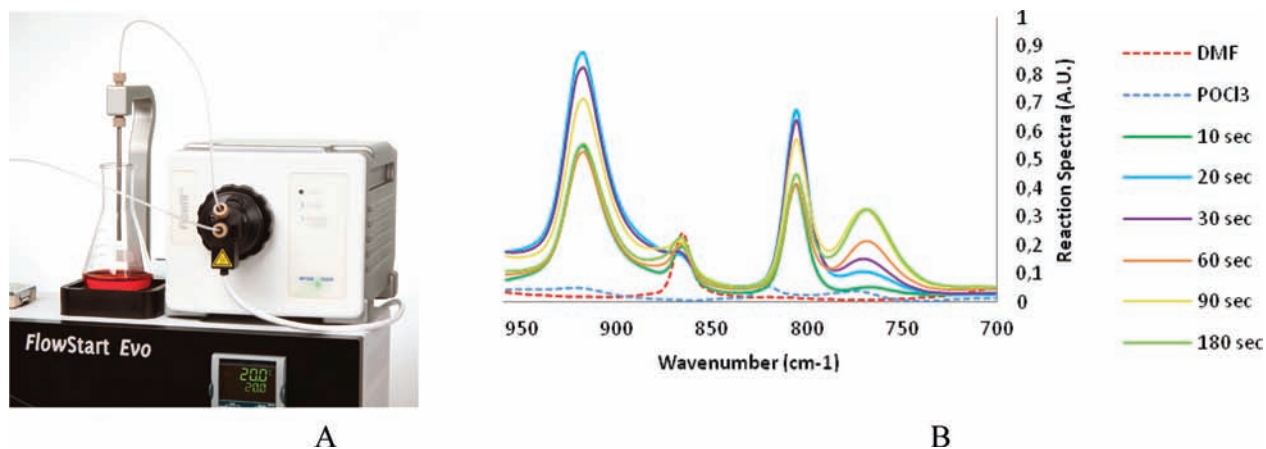 FlowStart Evo
20.0
20.0
A
1
0,9
0,8
0,7
0,6
0,5
0,4
0,3
0,2
0,1
0
Reaction Spectra (A.U.)
950 900 850 800 750 700
Wavenumber (cm-1)
DMF
POCl3
10 sec
20 sec
30 sec
60 sec
90 sec
180 sec
B